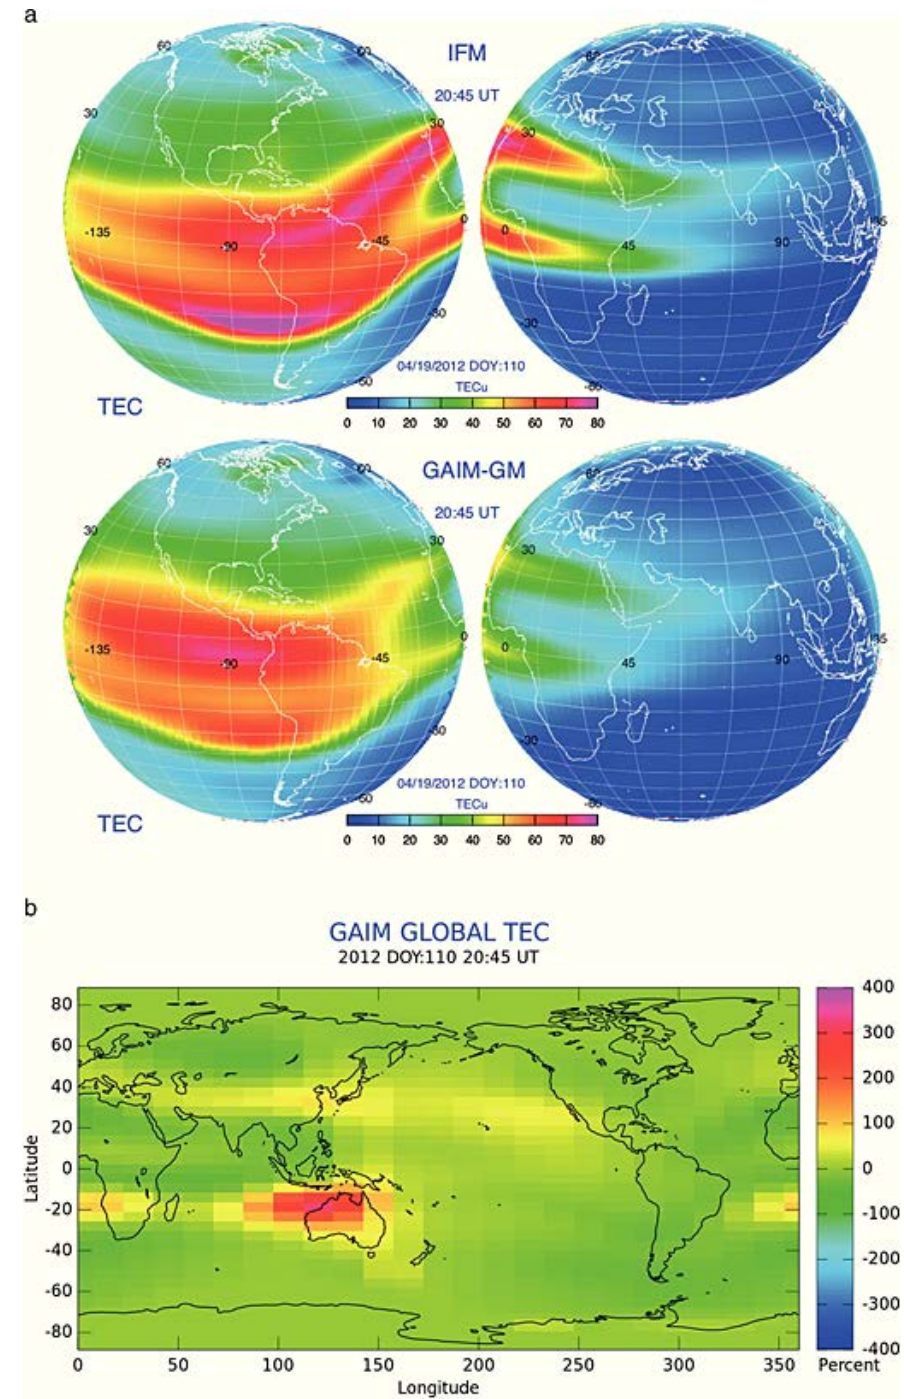 a
IFM
20:45 UT
60 60 60
30 30 30
-135 -90 -45 0 0 45 90 135
-30 -30
-60 -60
04/19/2012 DOY:110
TECu
TEC
0 10 20 30 40 50 60 70 80
GAIM-GM
20:45 UT
60 60 60
30 30 30
-135 -90 -45 0 0 45 90 135
-30 -30
-60 -60
04/19/2012 DOY:110
TECu
TEC
0 10 20 30 40 50 60 70 80
b
GAIM GLOBAL TEC
2012 DOY:110 20:45 UT
80
60
40
20
0
-20
-40
-60
-80
Latitude
0 50 100 150 200 250 300 350
Longitude
400
300
200
100
0
-100
-200
-300
-400
Percent